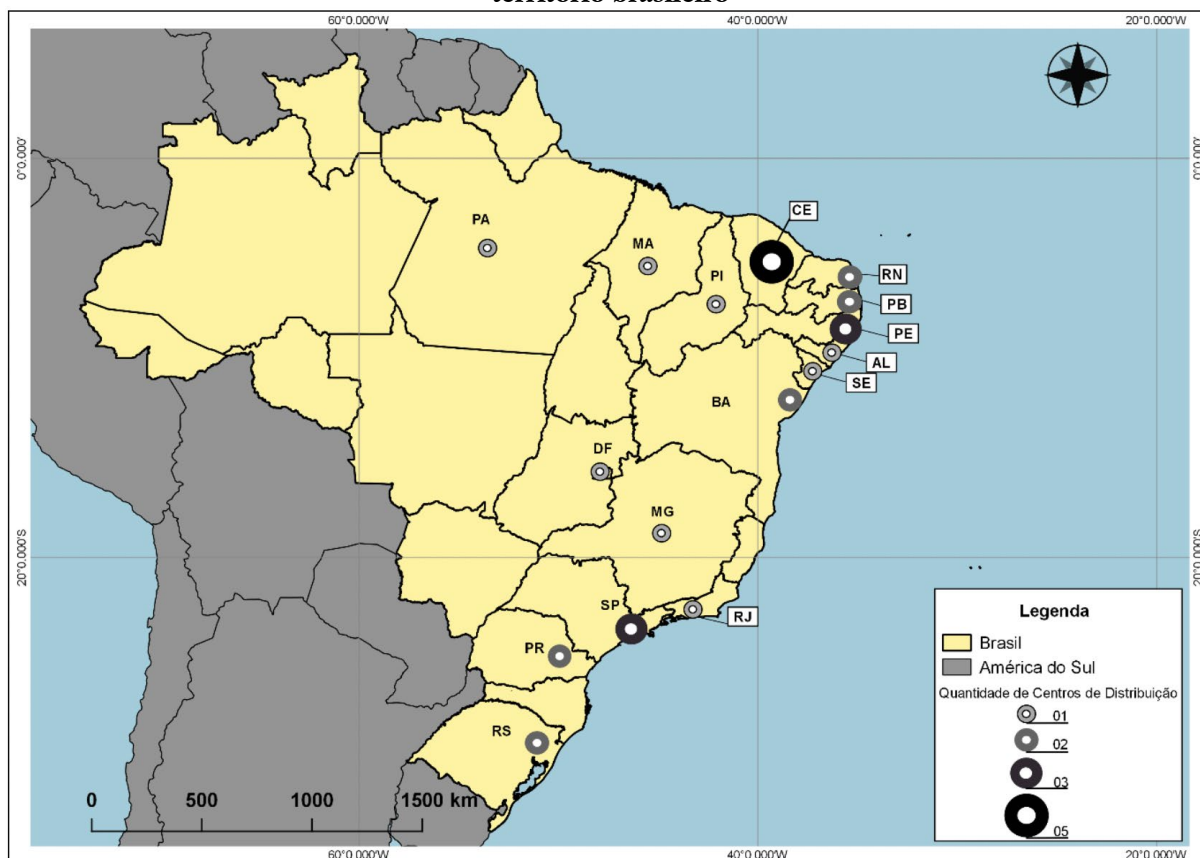 território brasileiro
60°0.000'W 40°0.000'W 20°0.000'W
0°0.000' 0°0.000'
CE
PA
MA
RN
PI
PB
PE
AL
SE
BA
DF
MG
20°0.000'S 20°0.000'S
SP
RJ
PR
RS
Legenda
Brasil
América do Sul
Quantidade de Centros de Distribuição
01
02
03
05
0 500 1000 1500 km
60°0.000'W 40°0.000'W 20°0.000'W